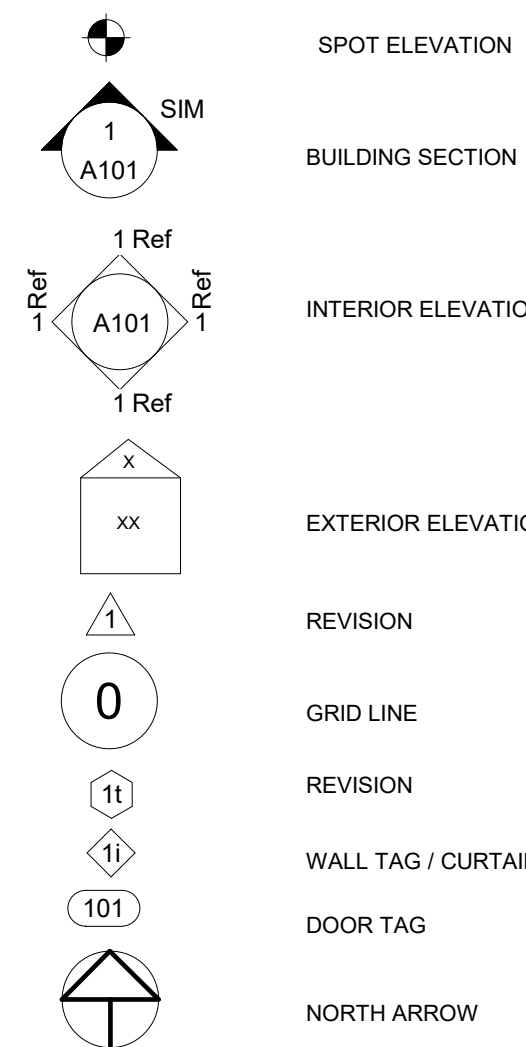 SPOT ELEVATION
SIM
1
A101
BUILDING SECTION
1 Ref
1 Ref
A101
1 Ref
1 Ref
INTERIOR ELEVATIO
X
XX
EXTERIOR ELEVATIO
1
REVISION
0
GRID LINE
1t
REVISION
1i
WALL TAG / CURTAI
101
DOOR TAG
NORTH ARROW